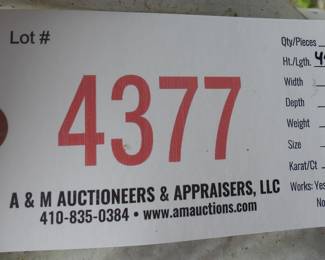 Lot #
4377
A & M AUCTIONEERS & APPRAISERS, LLC
410-835-0384 • www.amauctions.com
Qty/Pieces
Ht./Lgth.
Width
Depth
Weight
Size
Karat/Ct
Works: Yes
No